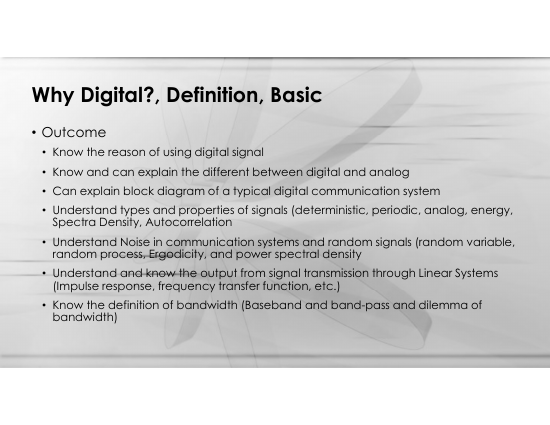 Why Digital?, Definition, Basic
• Outcome
• Know the reason of using digital signal
• Know and can explain the different between digital and analog
• Can explain block diagram of a typical digital communication system
• Understand types and properties of signals (deterministic, periodic, analog, energy,
Spectra Density, Autocorrelation
• Understand Noise in communication systems and random signals (random variable,
random process, Ergodicity, and power spectral density
• Understand and know the output from signal transmission through Linear Systems
(Impulse response, frequency transfer function, etc.)
• Know the definition of bandwidth (Baseband and band-pass and dilemma of
bandwidth)